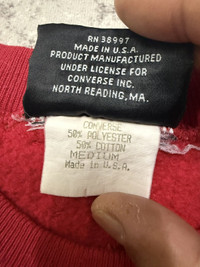 RN 38997
MADE IN U.S.A.
PRODUCT MANUFACTURED
UNDER LICENSE FOR
CONVERSE INC.
NORTH READING, MA.
CONVERSE
50% POLYESTER
50% COTTON
MEDIUM
Made in U.S.A.